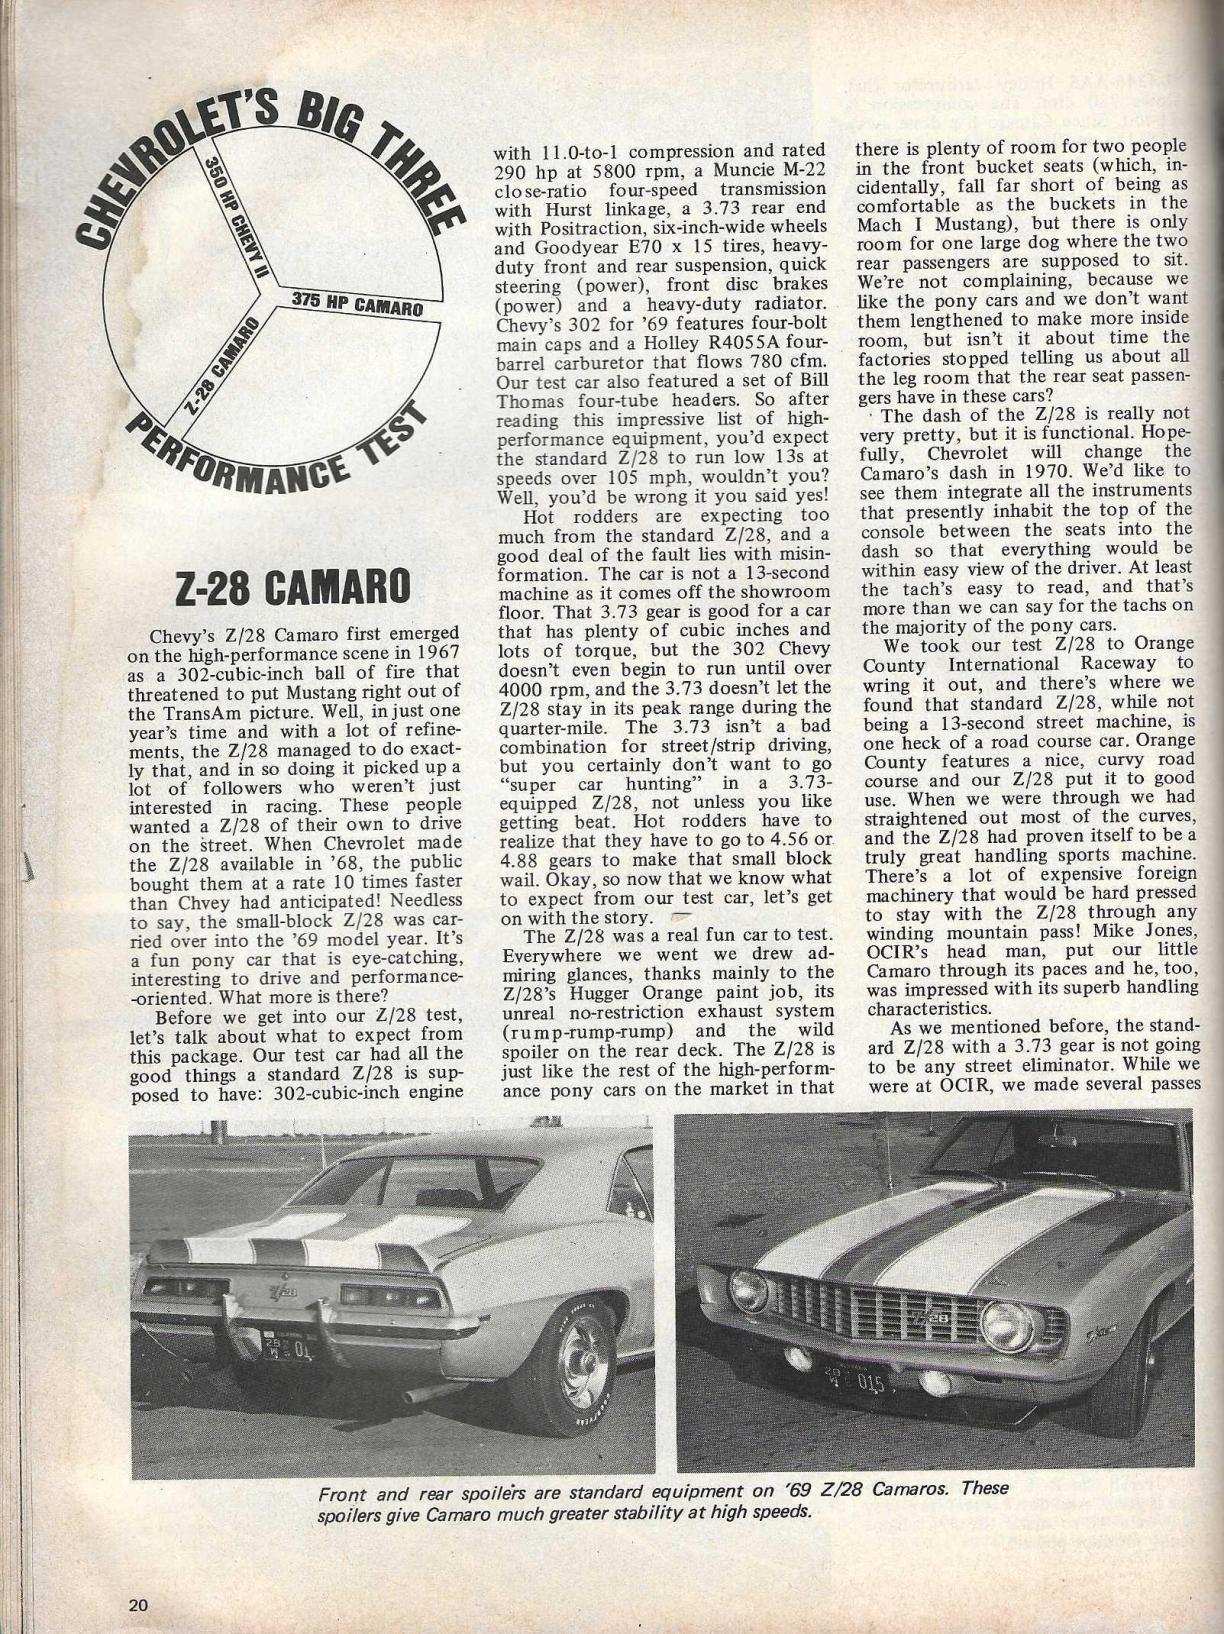 CHEVROLET'S BIG THREE
350 HP CHEVY II
375 HP CAMARO
Z-28 CAMARO
PERFORMANCE TEST
Z-28 CAMARO
Chevy's Z/28 Camaro first emerged
on the high-performance scene in 1967
as a 302-cubic-inch ball of fire that
threatened to put Mustang right out of
the TransAm picture. Well, in just one
year's time and with a lot of refine-
ments, the Z/28 managed to do exact-
ly that, and in so doing it picked up a
lot of followers who weren't just
interested in racing. These people
wanted a Z/28 of their own to drive
on the street. When Chevrolet made
the Z/28 available in '68, the public
bought them at a rate 10 times faster
than Chvey had anticipated! Needless
to say, the small-block Z/28 was car-
ried over into the '69 model year. It's
a fun pony car that is eye-catching,
interesting to drive and performance-
-oriented. What more is there?
Before we get into our Z/28 test,
let's talk about what to expect from
this package. Our test car had all the
good things a standard Z/28 is sup-
posed to have: 302-cubic-inch engine
with 11.0-to-1 compression and rated
290 hp at 5800 rpm, a Muncie M-22
close-ratio four-speed transmission
with Hurst linkage, a 3.73 rear end
with Positraction, six-inch-wide wheels
and Goodyear E70 x 15 tires, heavy-
duty front and rear suspension, quick
steering (power), front disc brakes
(power) and a heavy-duty radiator.
Chevy's 302 for '69 features four-bolt
main caps and a Holley R4055A four-
barrel carburetor that flows 780 cfm.
Our test car also featured a set of Bill
Thomas four-tube headers. So after
reading this impressive list of high-
performance equipment, you'd expect
the standard Z/28 to run low 13s at
speeds over 105 mph, wouldn't you?
Well, you'd be wrong it you said yes!
Hot rodders are expecting too
much from the standard Z/28, and a
good deal of the fault lies with misin-
formation. The car is not a 13-second
machine as it comes off the showroom
floor. That 3.73 gear is good for a car
that has plenty of cubic inches and
lots of torque, but the 302 Chevy
doesn't even begin to run until over
4000 rpm, and the 3.73 doesn't let the
Z/28 stay in its peak range during the
quarter-mile. The 3.73 isn't a bad
combination for street/strip driving,
but you certainly don't want to go
"super car hunting" in a 3.73-
equipped Z/28, not unless you like
getting beat. Hot rodders have to
realize that they have to go to 4.56 or
4.88 gears to make that small block
wail. Okay, so now that we know what
to expect from our test car, let's get
on with the story.
The Z/28 was a real fun car to test.
Everywhere we went we drew ad-
miring glances, thanks mainly to the
Z/28's Hugger Orange paint job, its
unreal no-restriction exhaust system
(rump-rump-rump) and the wild
spoiler on the rear deck. The Z/28 is
just like the rest of the high-perform-
ance pony cars on the market in that
there is plenty of room for two people
in the front bucket seats (which, in-
cidentally, fall far short of being as
comfortable as the buckets in the
Mach I Mustang), but there is only
room for one large dog where the two
rear passengers are supposed to sit.
We're not complaining, because we
like the pony cars and we don't want
them lengthened to make more inside
room, but isn't it about time the
factories stopped telling us about all
the leg room that the rear seat passen-
gers have in these cars?
The dash of the Z/28 is really not
very pretty, but it is functional. Hope-
fully, Chevrolet will change the
Camaro's dash in 1970. We'd like to
see them integrate all the instruments
that presently inhabit the top of the
console between the seats into the
dash so that everything would be
within easy view of the driver. At least
the tach's easy to read, and that's
more than we can say for the tachs on
the majority of the pony cars.
We took our test Z/28 to Orange
County International Raceway to
wring it out, and there's where we
found that standard Z/28, while not
being a 13-second street machine, is
one heck of a road course car. Orange
County features a nice, curvy road
course and our Z/28 put it to good
use. When we were through we had
straightened out most of the curves,
and the Z/28 had proven itself to be a
truly great handling sports machine.
There's a lot of expensive foreign
machinery that would be hard pressed
to stay with the Z/28 through any
winding mountain pass! Mike Jones,
OCIR's head man, put our little
Camaro through its paces and he, too,
was impressed with its superb handling
characteristics.
As we mentioned before, the stand-
ard Z/28 with a 3.73 gear is not going
to be any street eliminator. While we
were at OCIR, we made several passes
Z/28
Z/28
015
Front and rear spoilers are standard equipment on '69 Z/28 Camaros. These
spoilers give Camaro much greater stability at high speeds.
20